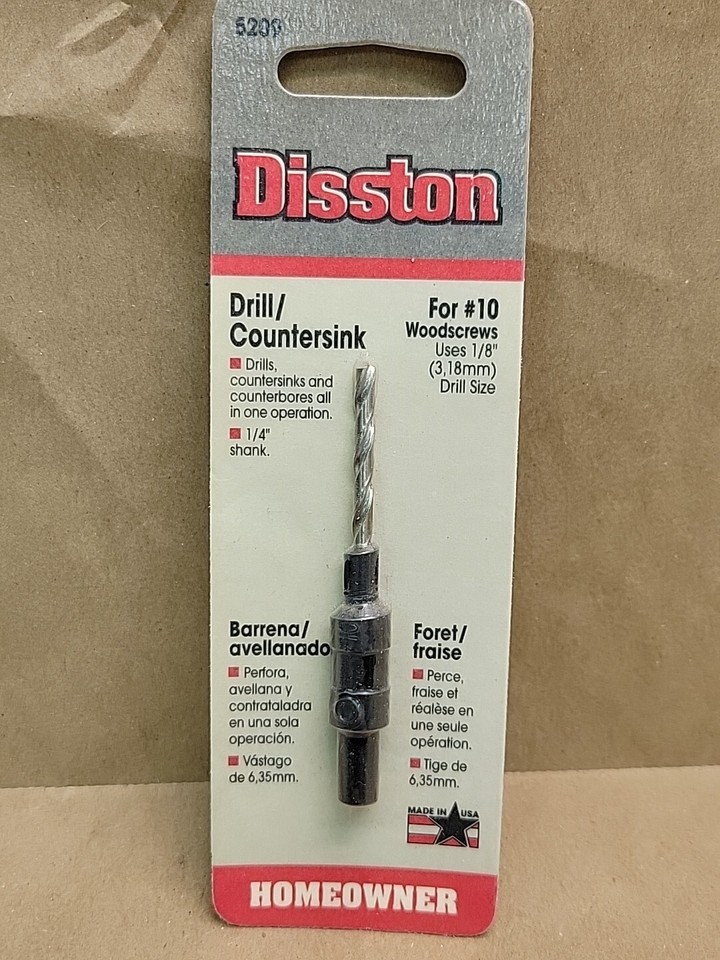 5209
Disston
Drill/
Countersink
Drills,
countersinks and
counterbores all
in one operation.
1/4"
shank.
For #10
Woodscrews
Uses 1/8"
(3,18mm)
Drill Size
Barrena/
avellanado
Perfora,
avellana y
contrataladra
en una sola
operación.
Vástago
de 6,35mm.
Foret/
fraise
Perce,
fraise et
réalèse en
une seule
opération.
Tige de
6,35mm.
MADE IN USA
HOMEOWNER